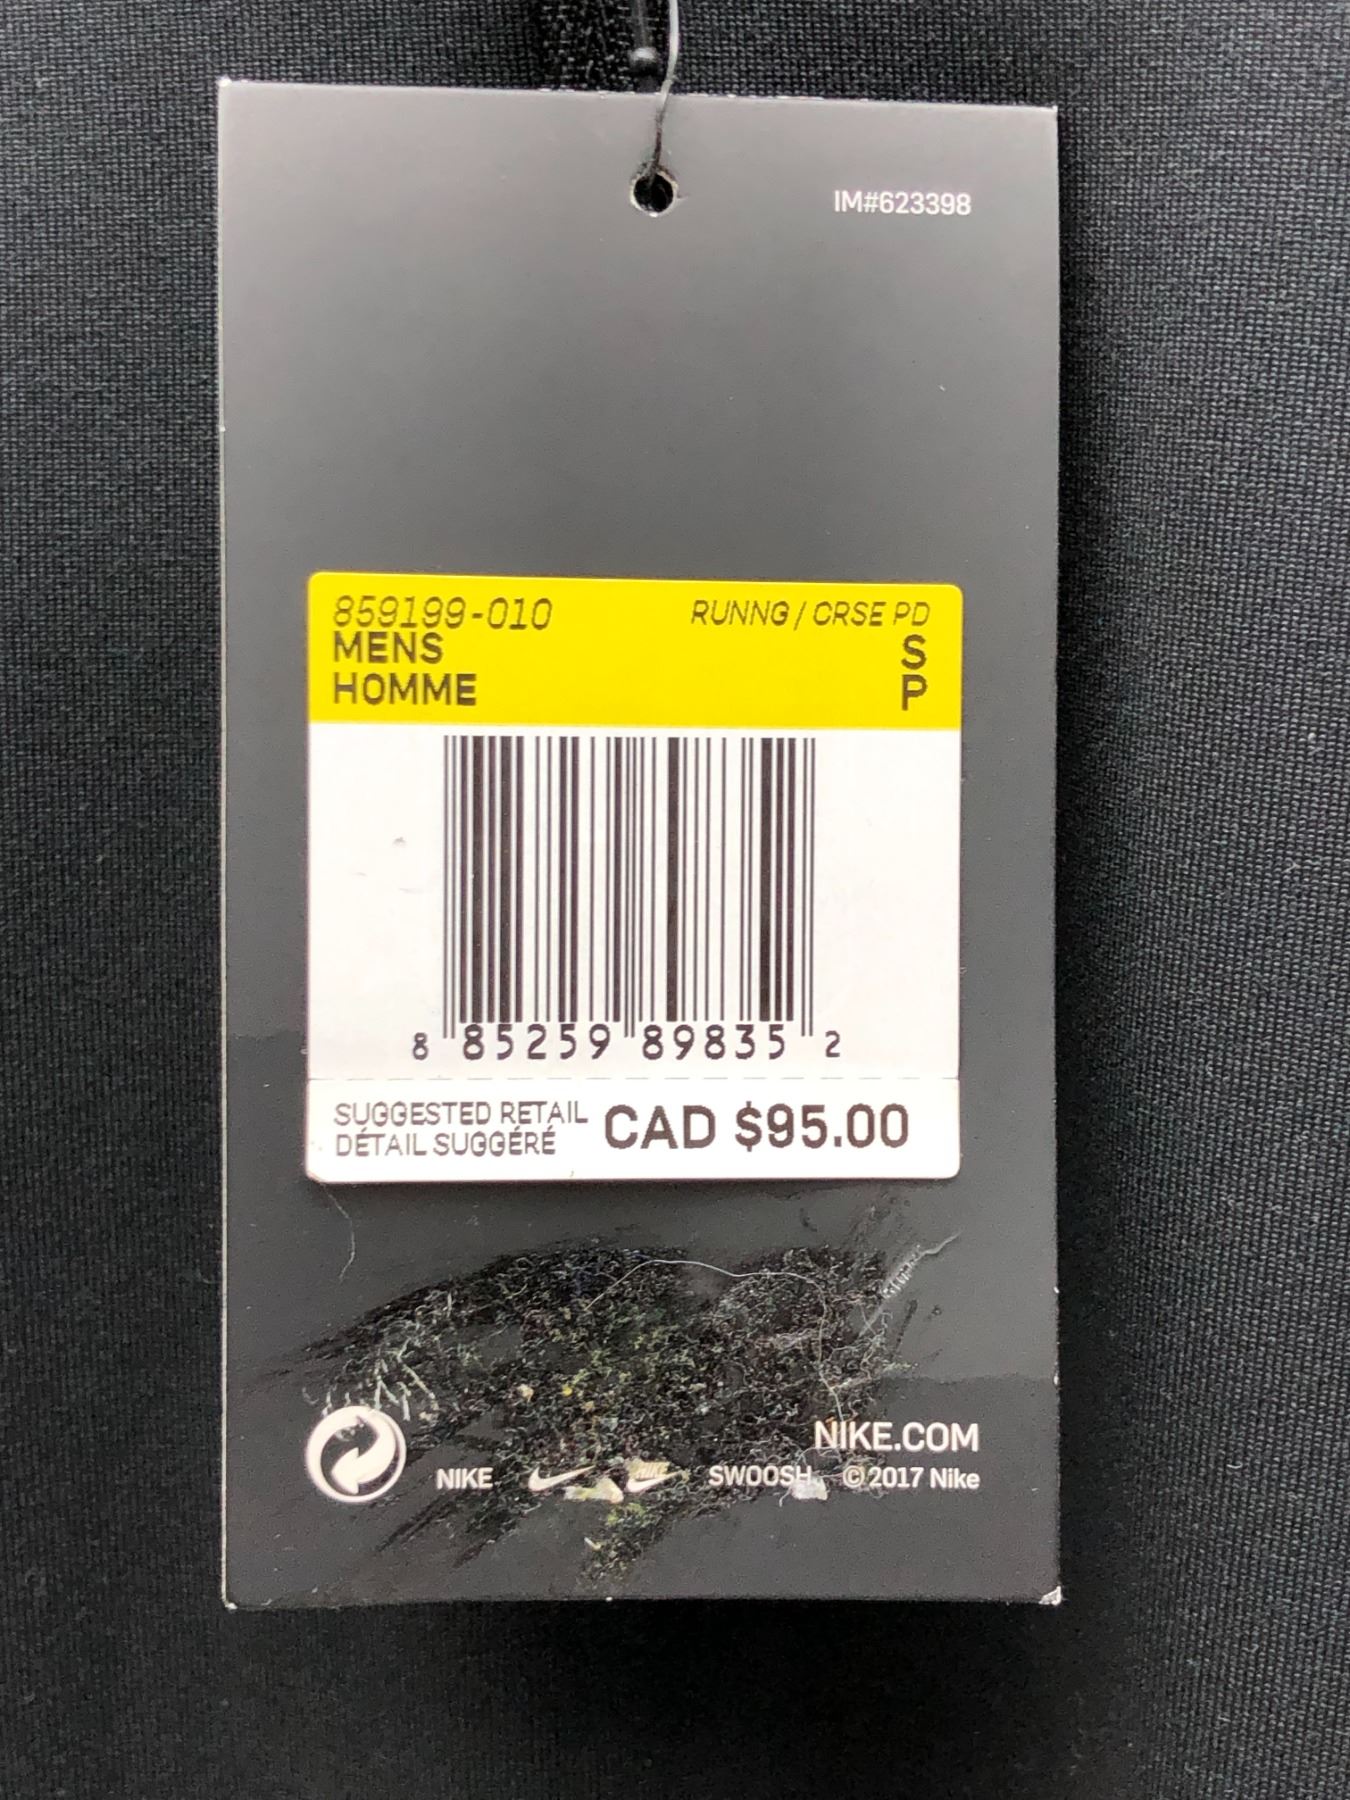 IM#623398
859199-010 RUNNG / CRSE PD
MENS S
HOMME P
8 85259 89835 2
SUGGESTED RETAIL CAD $95.00
DÉTAIL SUGGÉRÉ
NIKE.COM
NIKE NIKE SWOOSH © 2017 Nike